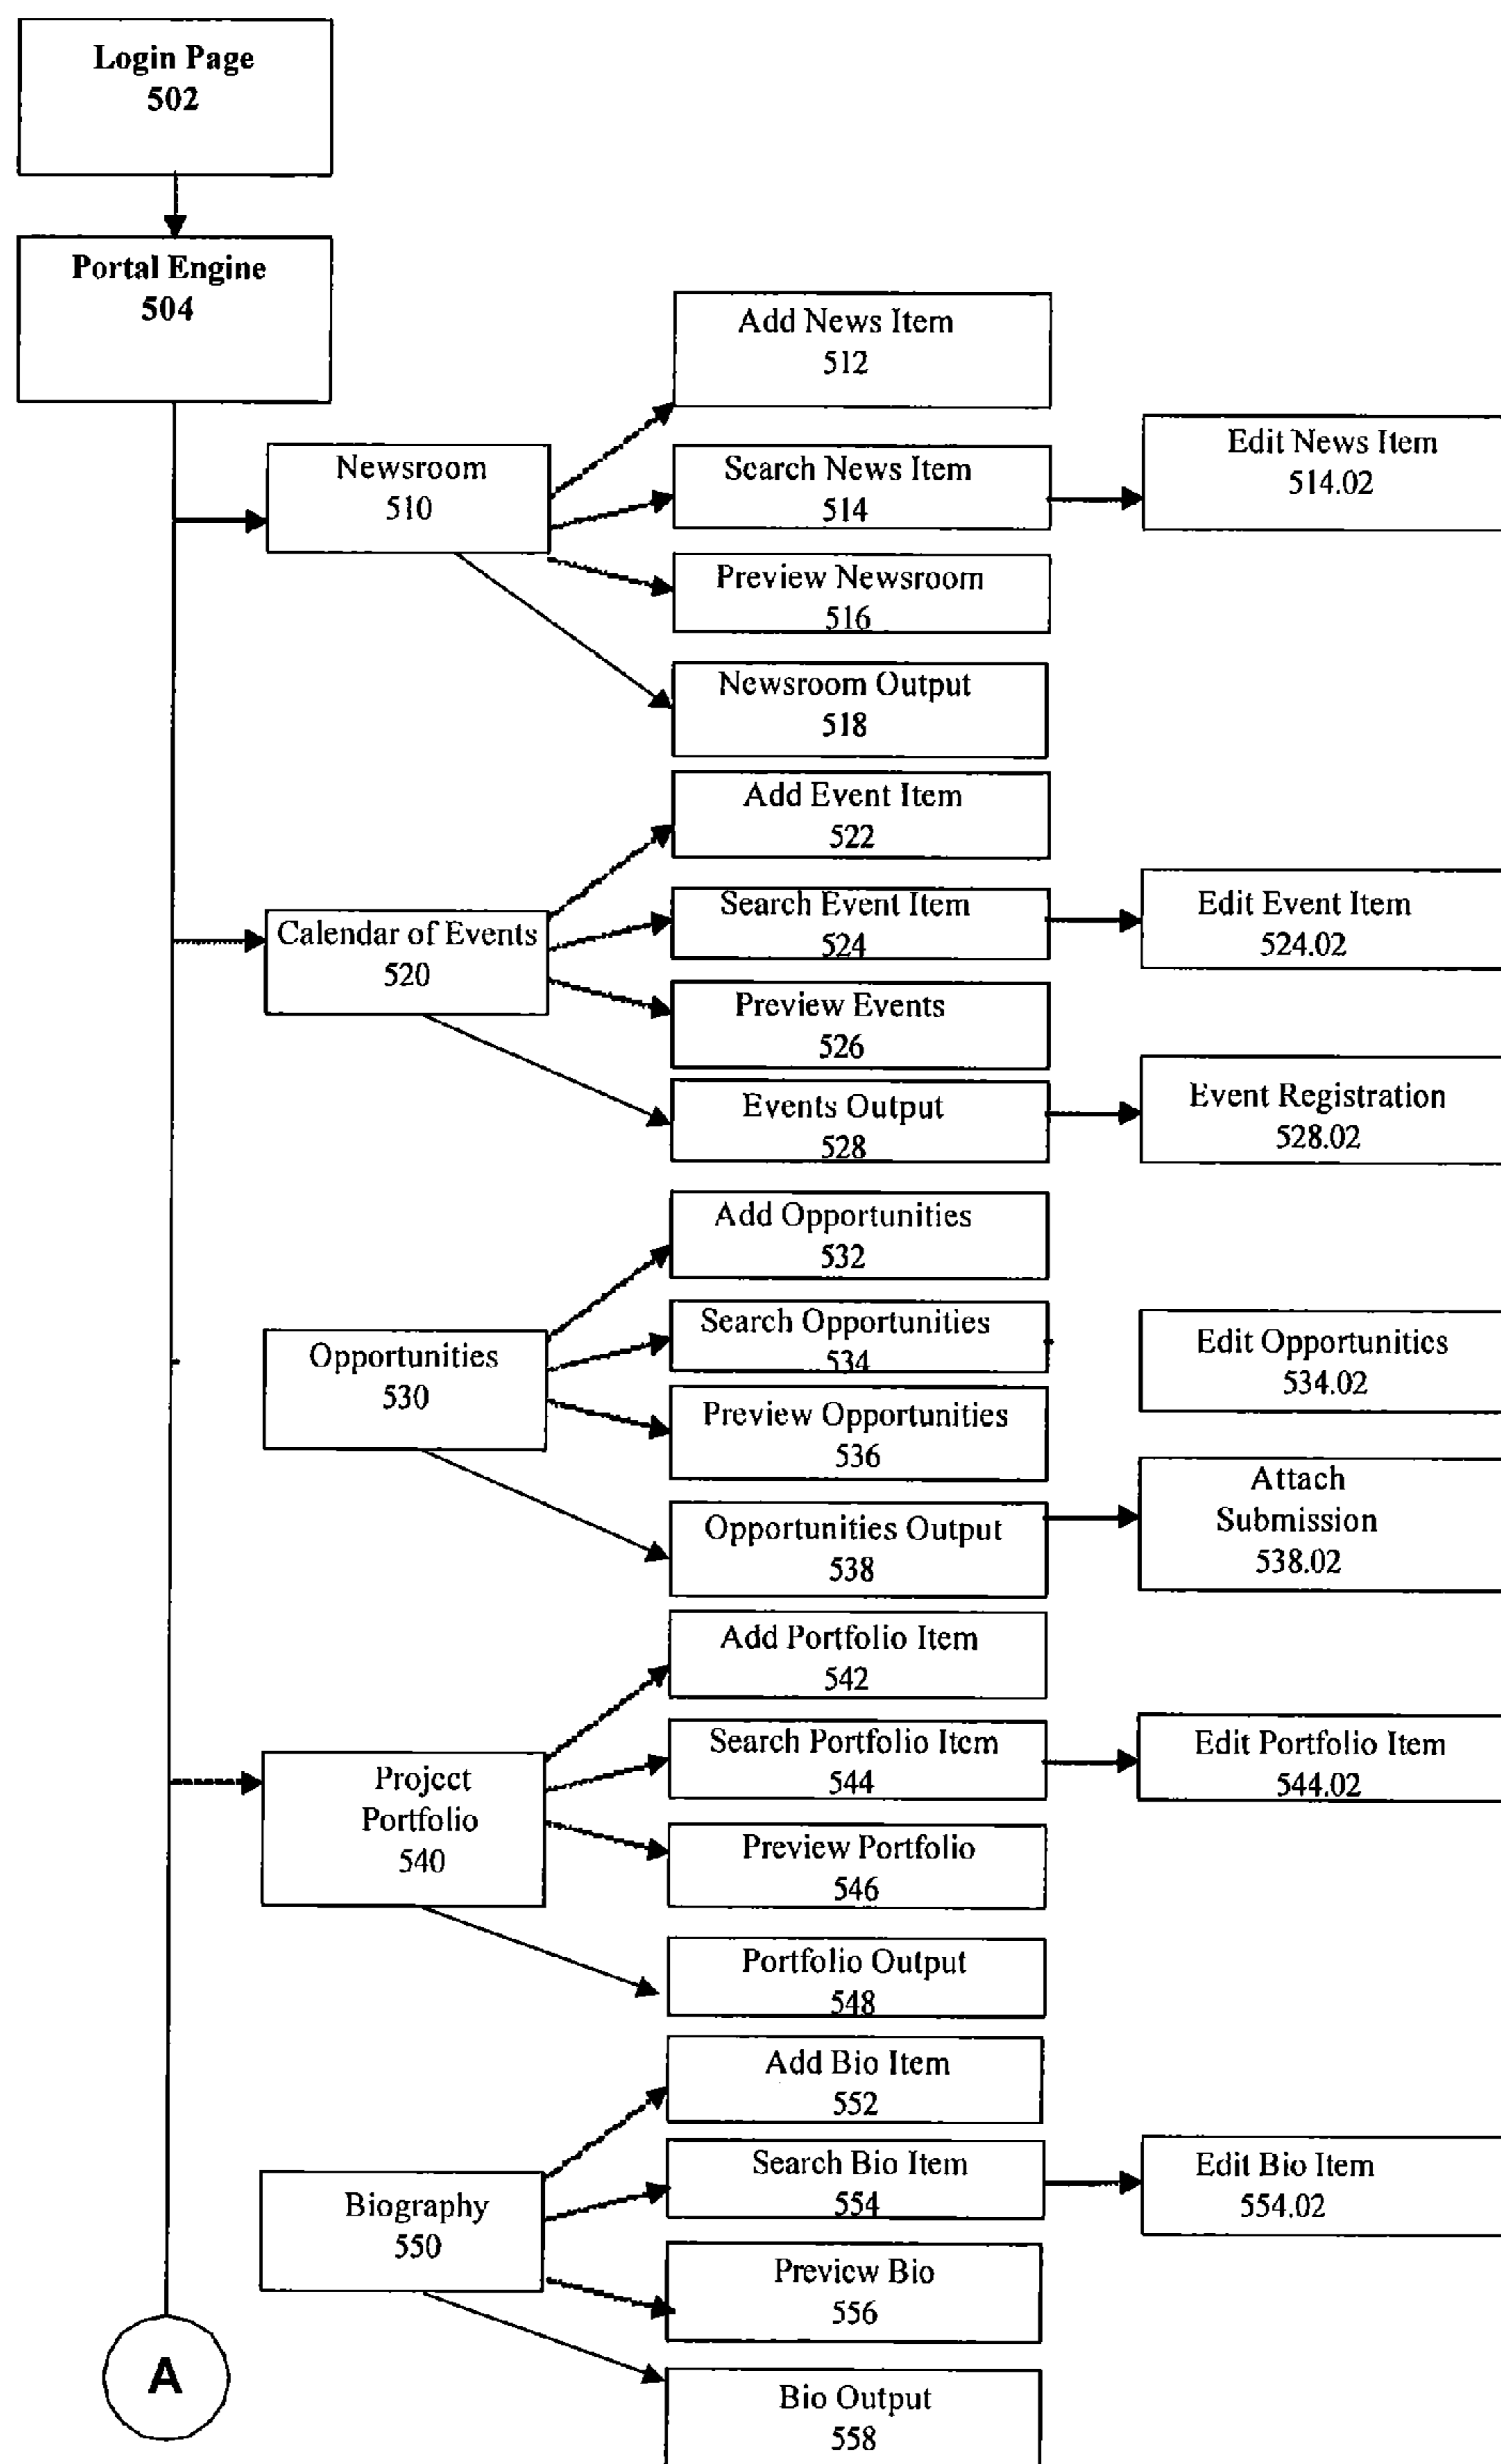 Login Page
502
Portal Engine
504
Add News Item
512
Newsroom
510
Search News Item
514
Edit News Item
514.02
Preview Newsroom
516
Newsroom Output
518
Add Event Item
522
Calendar of Events
520
Search Event Item
524
Edit Event Item
524.02
Preview Events
526
Events Output
528
Event Registration
528.02
Add Opportunities
532
Opportunities
530
Search Opportunities
534
Edit Opportunities
534.02
Preview Opportunities
536
Opportunities Output
538
Attach
Submission
538.02
Add Portfolio Item
542
Project
Portfolio
540
Search Portfolio Item
544
Edit Portfolio Item
544.02
Preview Portfolio
546
Portfolio Output
548
Add Bio Item
552
Biography
550
Search Bio Item
554
Edit Bio Item
554.02
Preview Bio
556
Bio Output
558
A